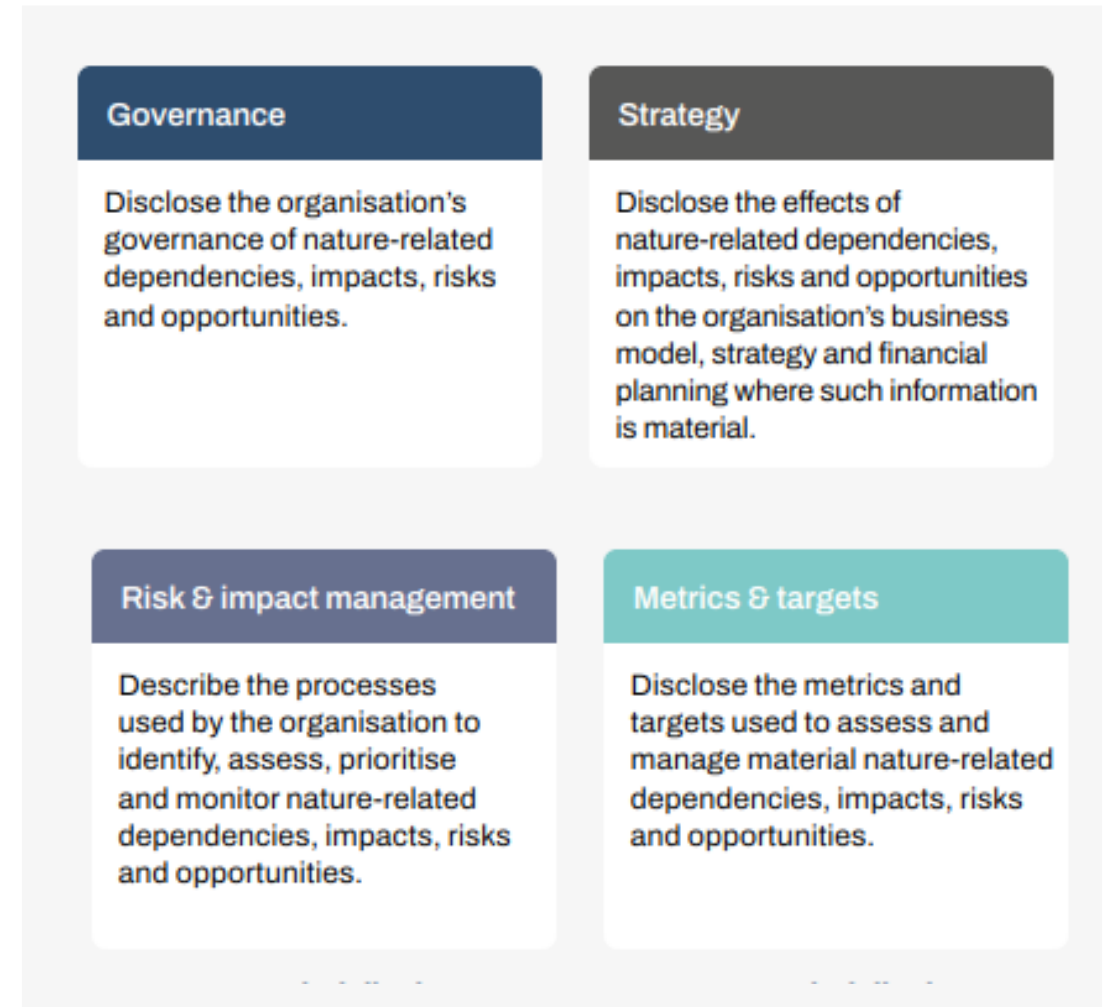 Governance
Disclose the organisation’s
governance of nature-related
dependencies, impacts, risks
and opportunities.
Strategy
Disclose the effects of
nature-related dependencies,
impacts, risks and opportunities
on the organisation’s business
model, strategy and financial
planning where such information
is material.
Risk & impact management
Describe the processes
used by the organisation to
identify, assess, prioritise
and monitor nature-related
dependencies, impacts, risks
and opportunities.
Metrics & targets
Disclose the metrics and
targets used to assess and
manage material nature-related
dependencies, impacts, risks
and opportunities.